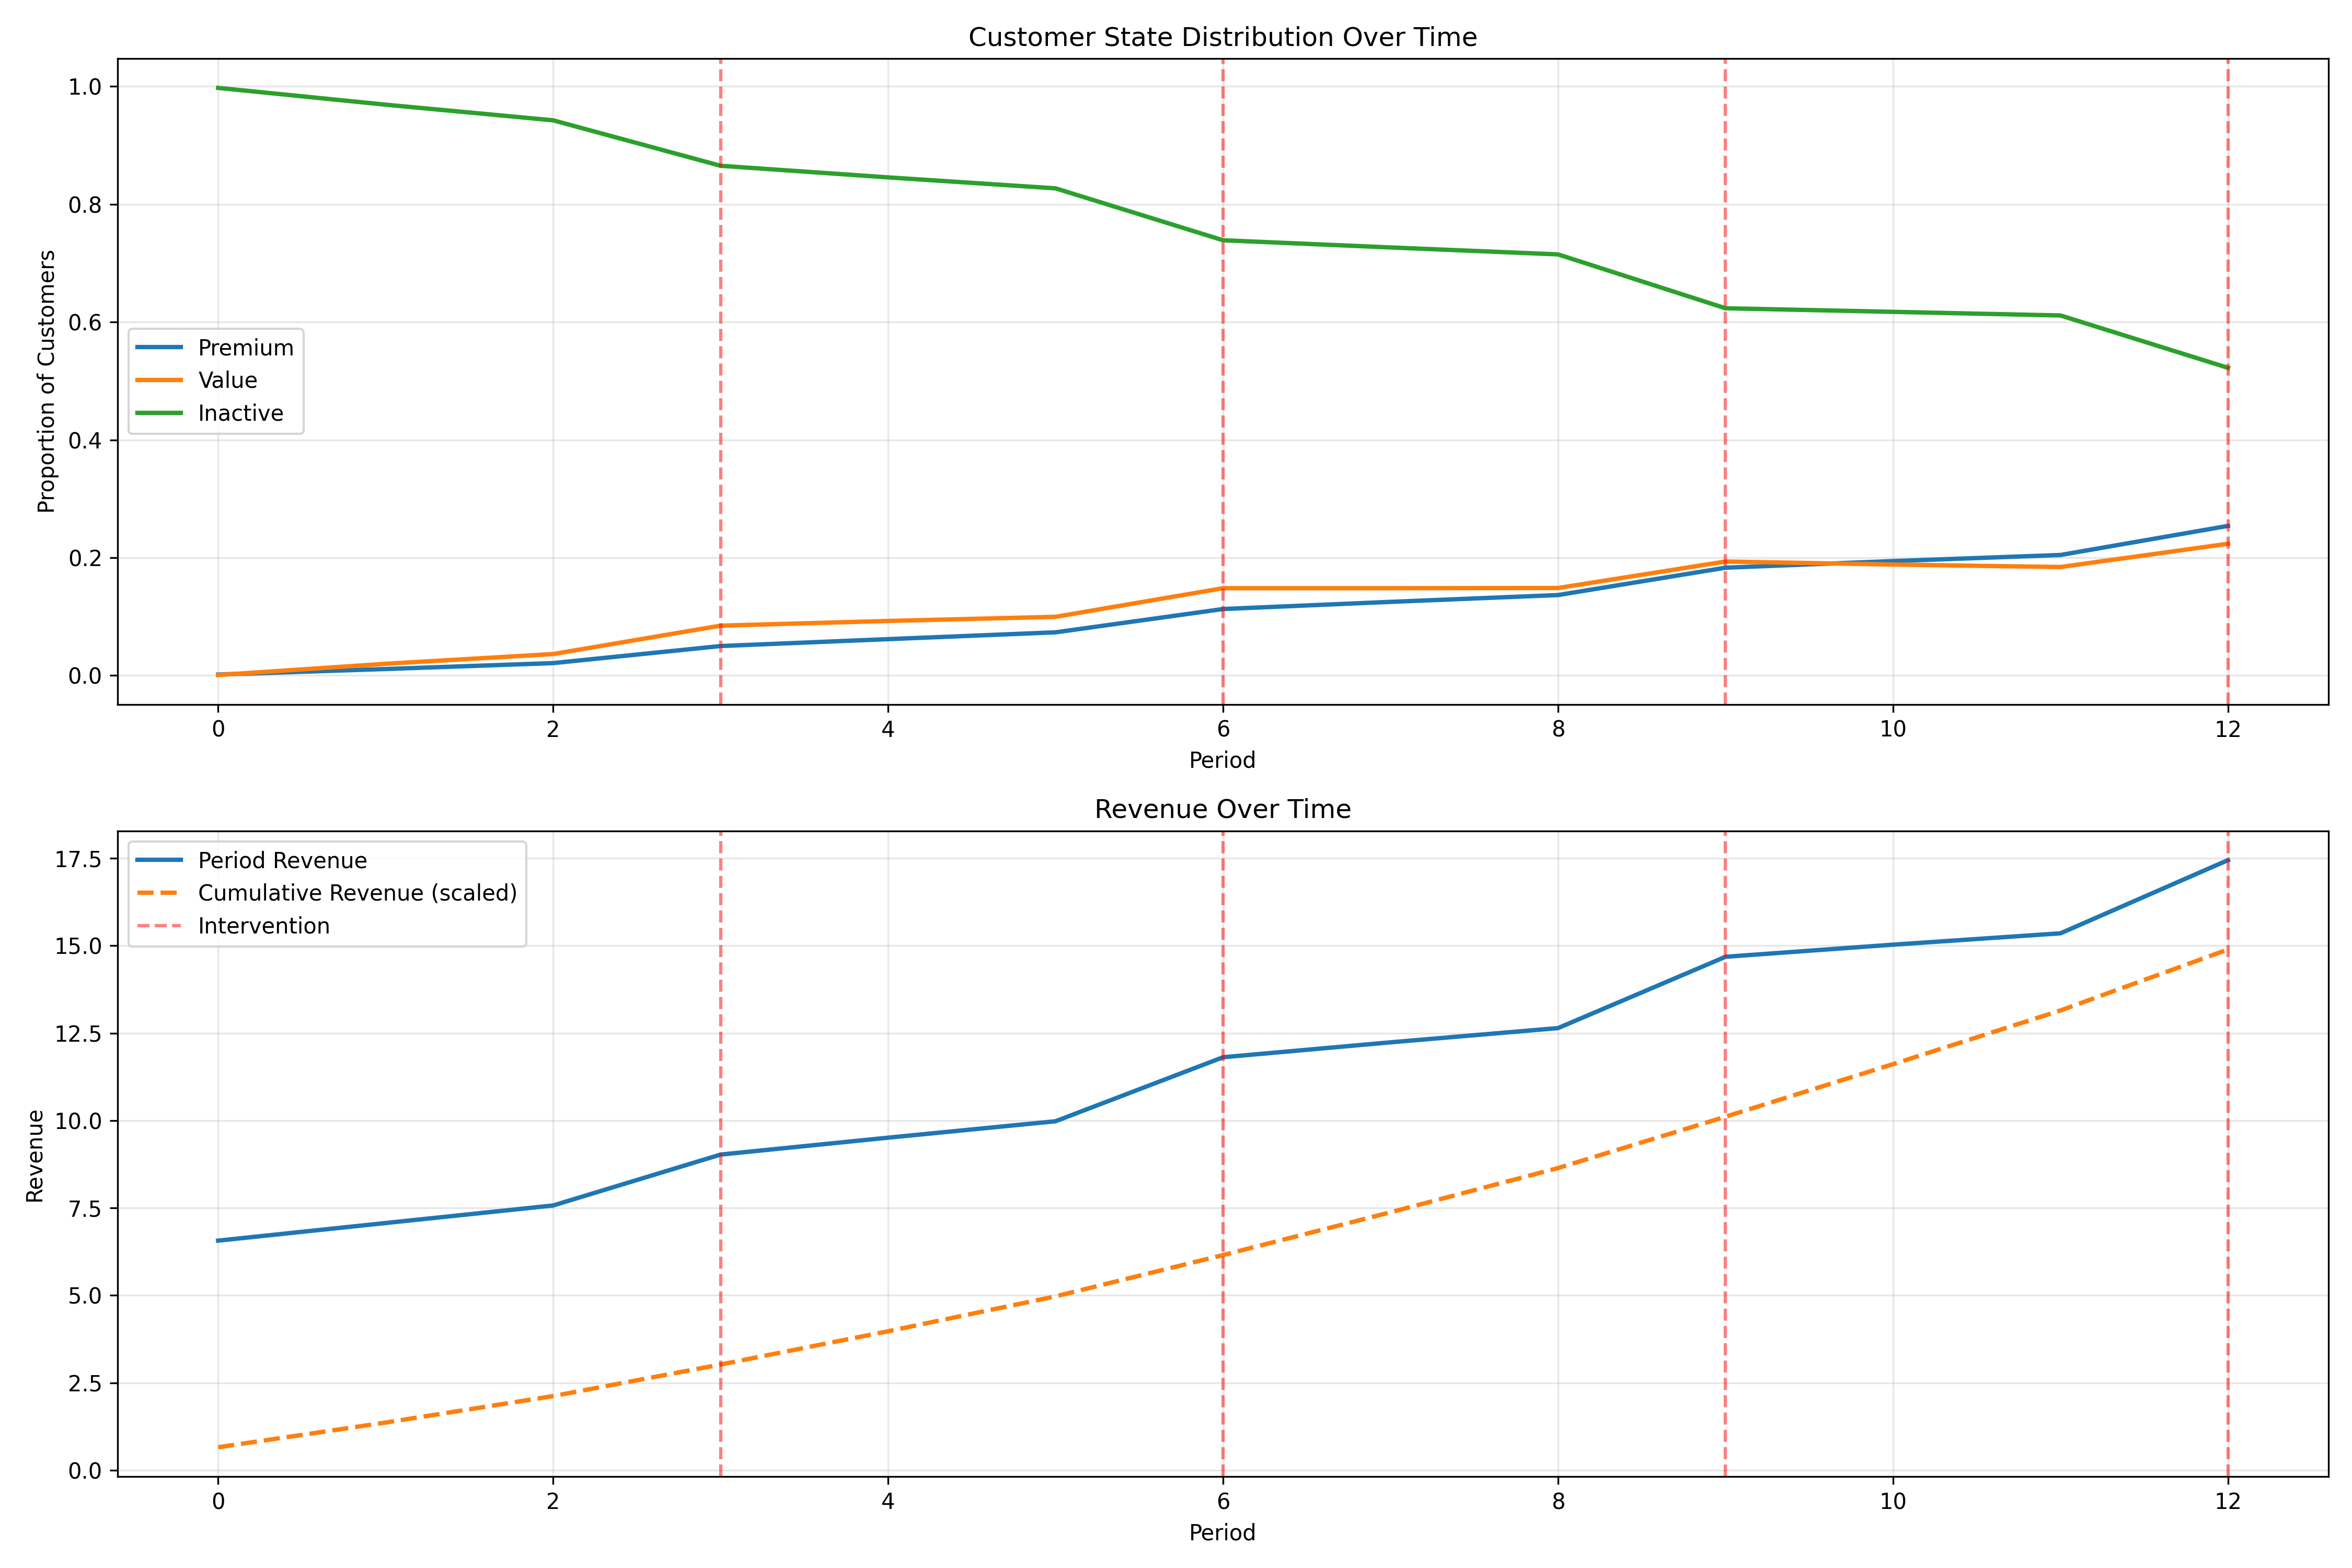 Customer State Distribution Over Time
1.0
0.8
0.6
0.4
0.2
0.0
Proportion of Customers
Premium
Value
Inactive
0 2 4 6 8 10 12
Period
Revenue Over Time
17.5
15.0
12.5
10.0
7.5
5.0
2.5
0.0
Revenue
Period Revenue
Cumulative Revenue (scaled)
Intervention
0 2 4 6 8 10 12
Period